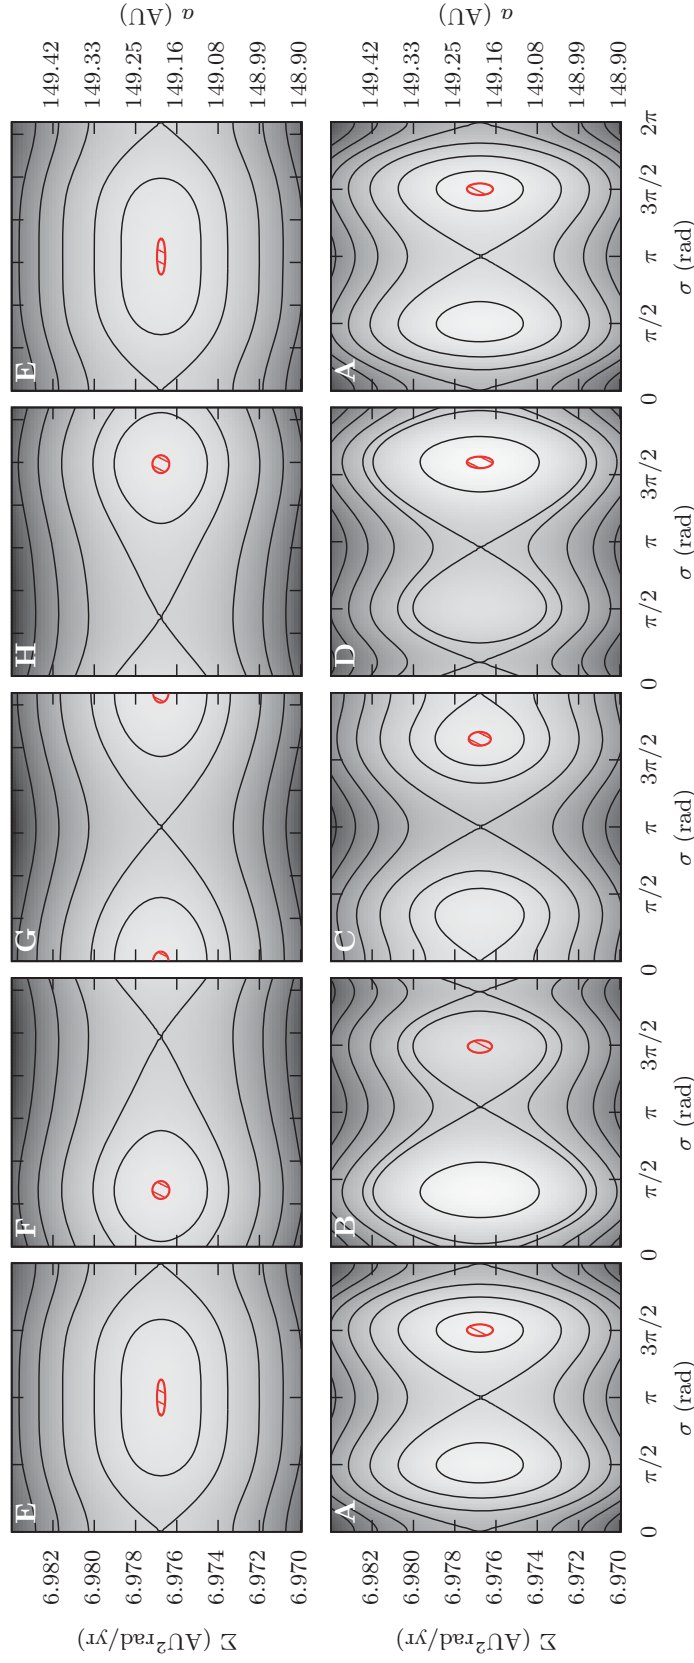 Σ (AU²rad/yr)
6.982
6.980
6.978
6.976
6.974
6.972
6.970
E
F
G
H
E
149.42
149.33
149.25
149.16
149.08
148.99
148.90
a (AU)
Σ (AU²rad/yr)
6.982
6.980
6.978
6.976
6.974
6.972
6.970
A
B
C
D
A
149.42
149.33
149.25
149.16
149.08
148.99
148.90
a (AU)
0 π/2 π 3π/2 0 π/2 π 3π/2 0 π/2 π 3π/2 0 π/2 π 3π/2 0 π/2 π 3π/2 2π
σ (rad) σ (rad) σ (rad) σ (rad) σ (rad)